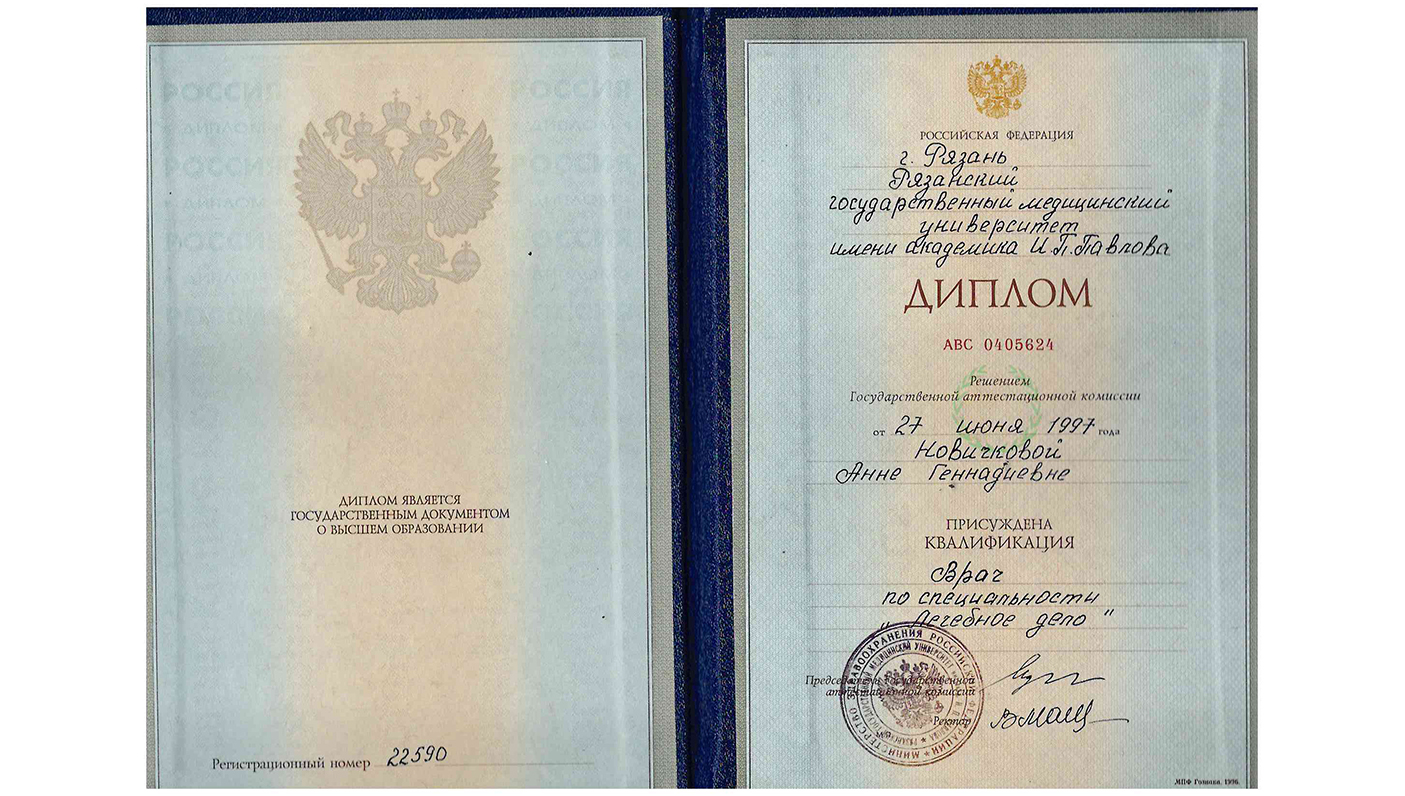 ДИПЛОМ ЯВЛЯЕТСЯ
ГОСУДАРСТВЕННЫМ ДОКУМЕНТОМ
О ВЫСШЕМ ОБРАЗОВАНИИ
Регистрационный номер 22590
РОССИЙСКАЯ ФЕДЕРАЦИЯ
г. Рязань
Рязанский
государственный медицинский
университет
имени академика И.П.Павлова
ДИПЛОМ
АВС 0405624
Решением
Государственной аттестационной комиссии
от 27 июня 1997 года
Новичковой
Анне Геннадиевне
ПРИСУЖДЕНА
КВАЛИФИКАЦИЯ
Врач
по специальности
"Лечебное дело"
Председатель Государственной
аттестационной комиссии
Ректор
МПФ Гознака. 1996.